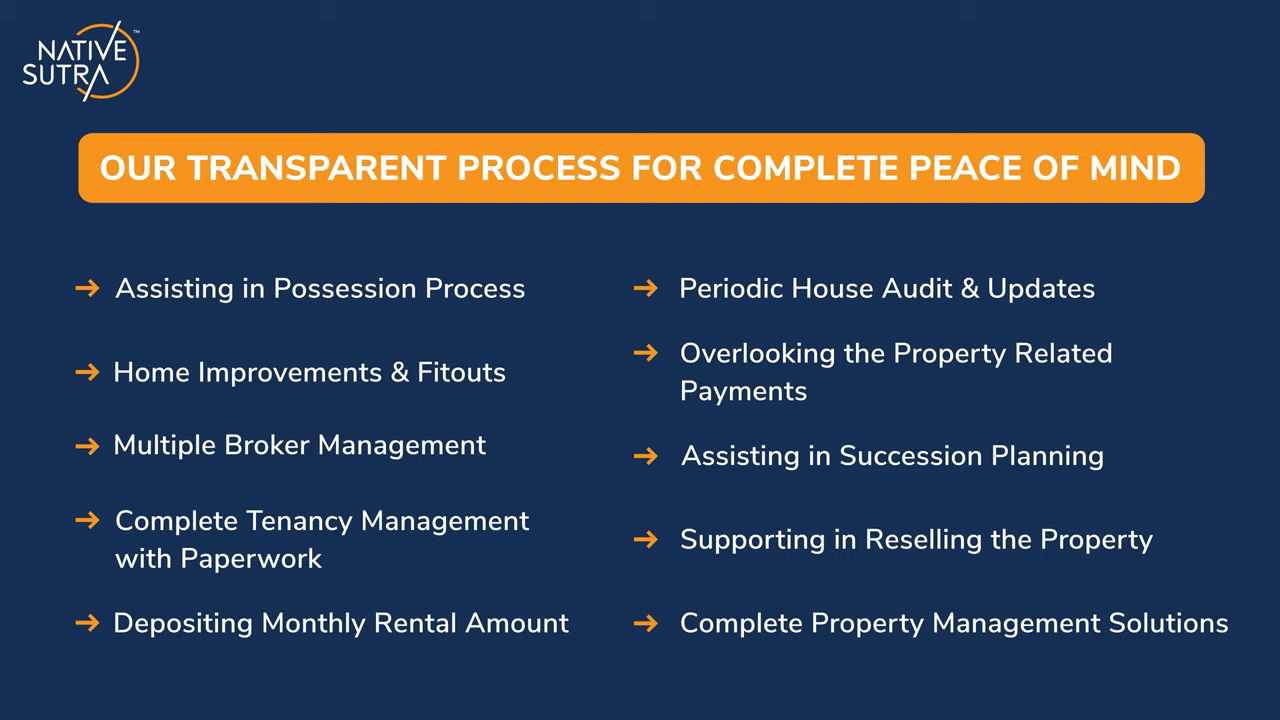 NATIVE
SUTRA
™
OUR TRANSPARENT PROCESS FOR COMPLETE PEACE OF MIND
Assisting in Possession Process
Home Improvements & Fitouts
Multiple Broker Management
Complete Tenancy Management
with Paperwork
Depositing Monthly Rental Amount
Periodic House Audit & Updates
Overlooking the Property Related
Payments
Assisting in Succession Planning
Supporting in Reselling the Property
Complete Property Management Solutions